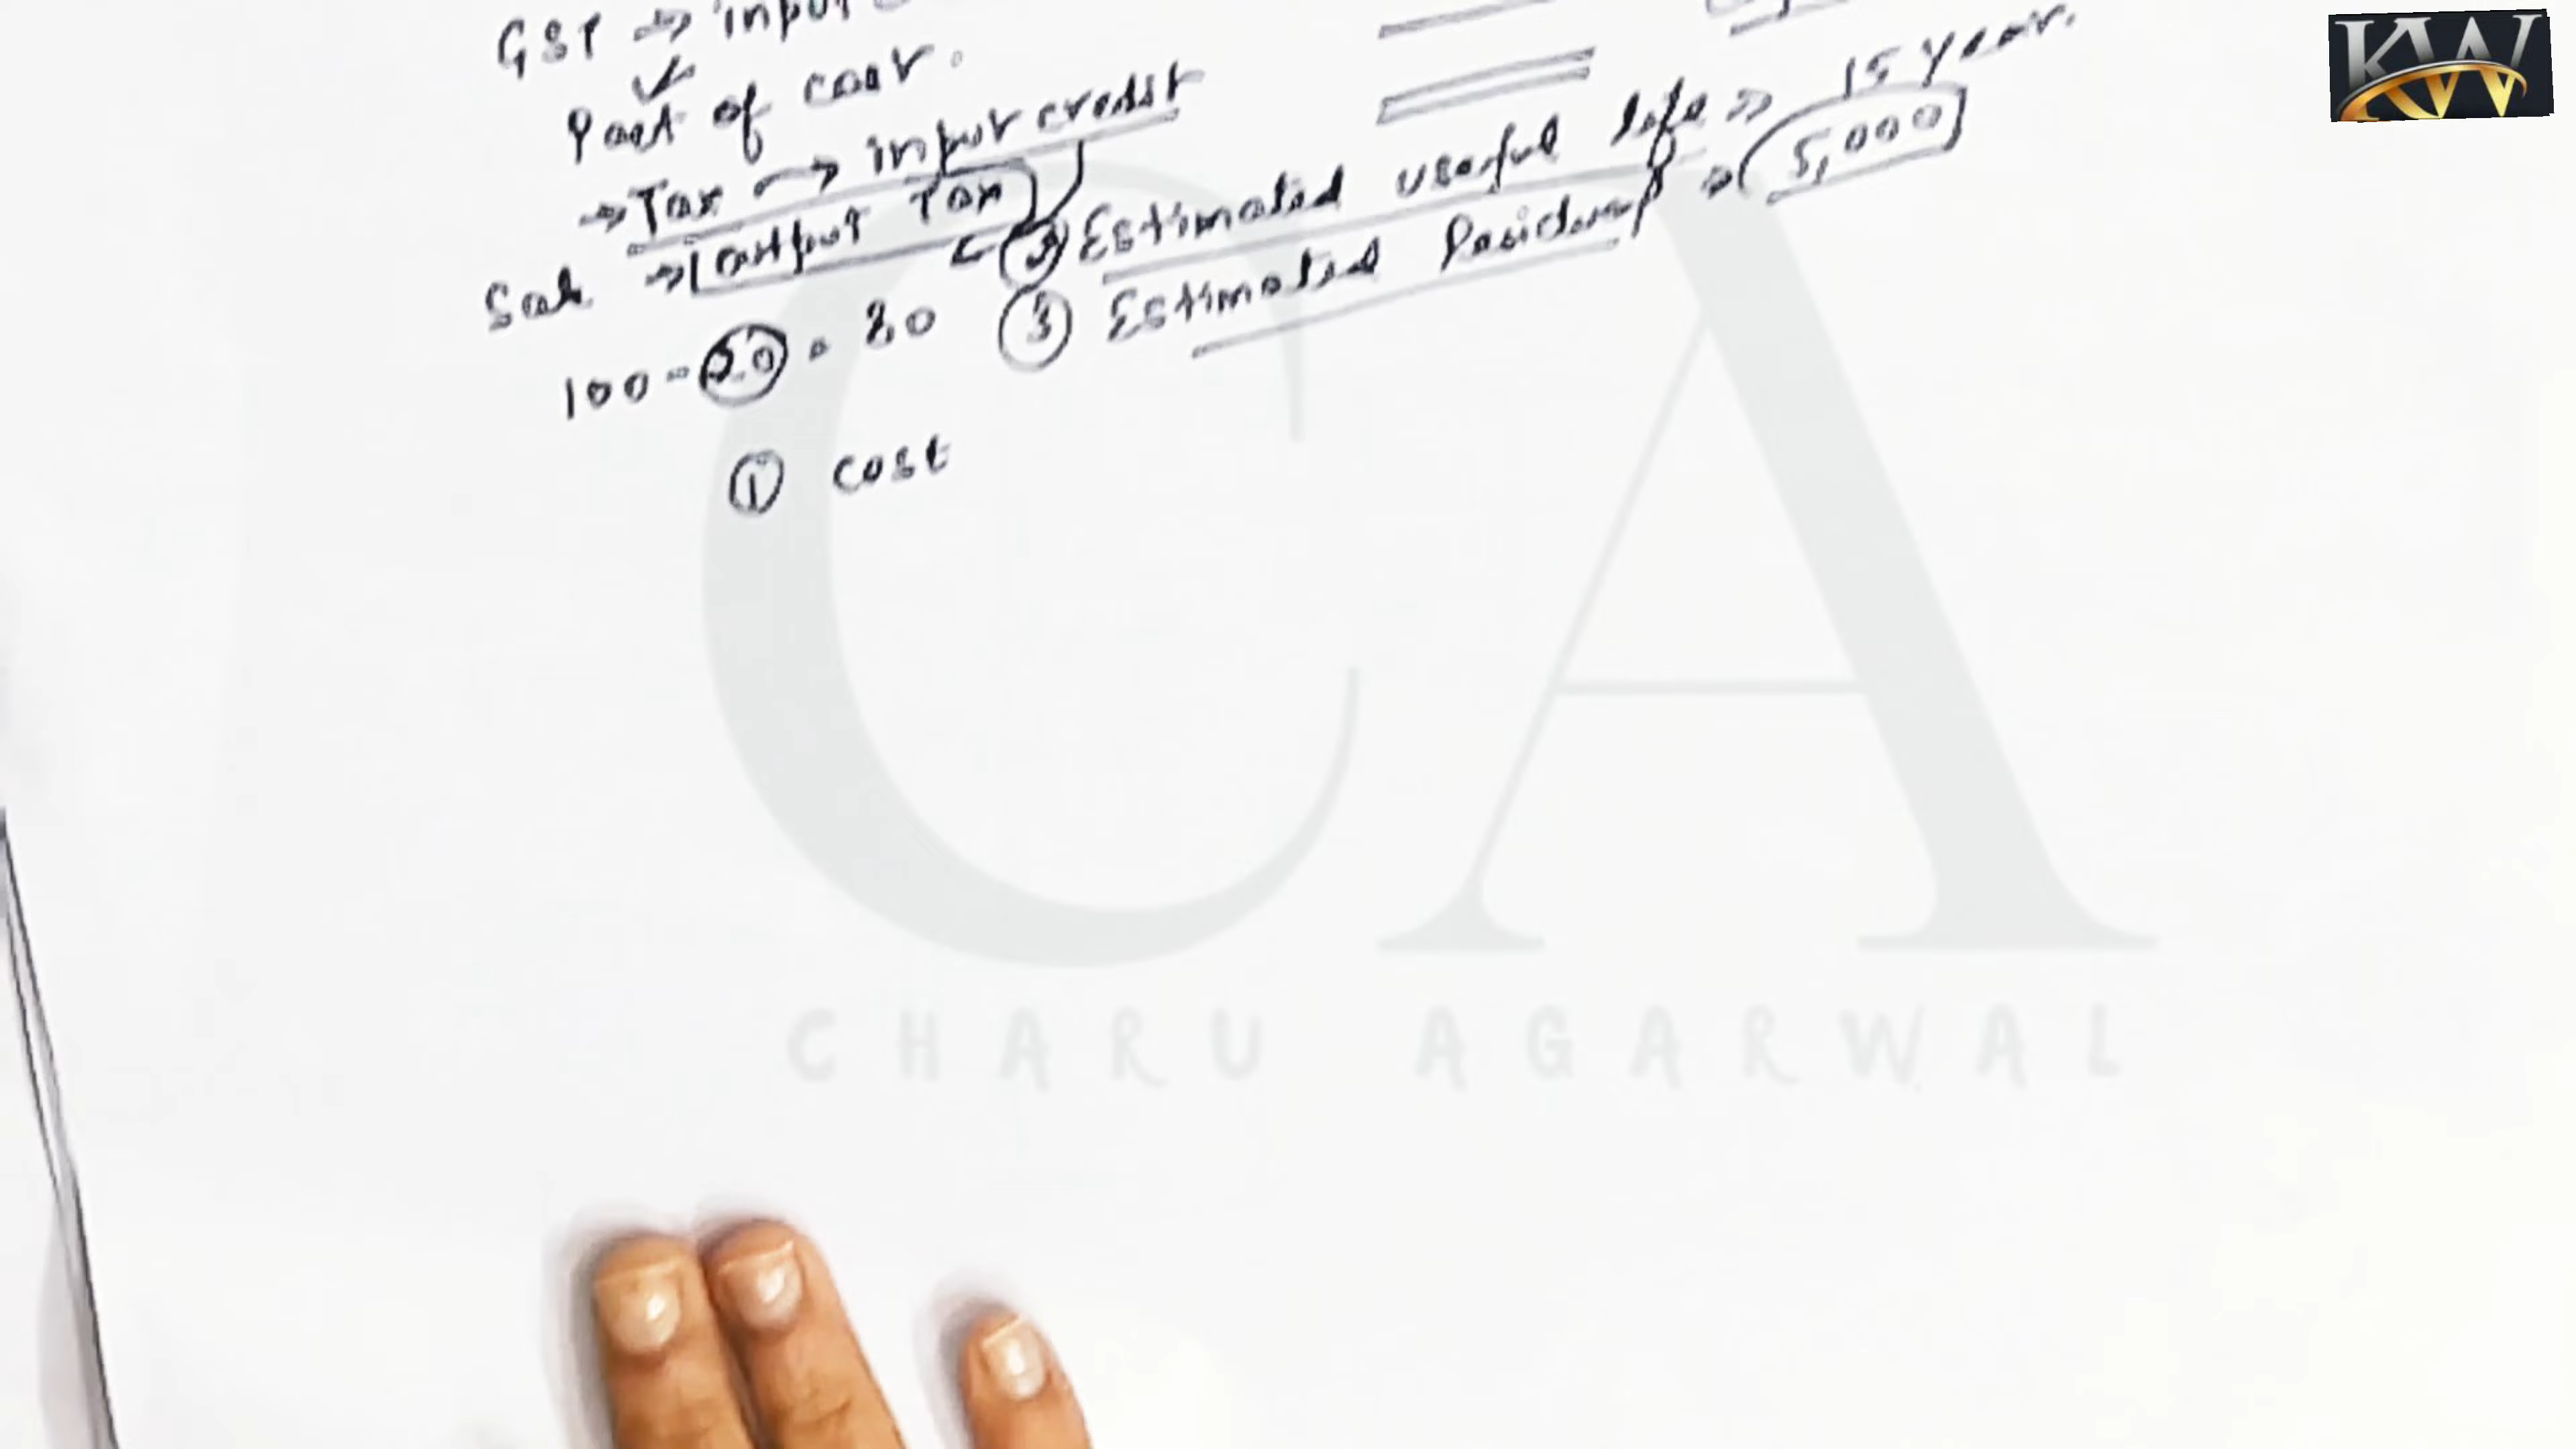 GST → input
Part of cost.
→ Tax → input credit
Sale → output Tax
100 - 20 = 80
② Estimated useful life → 15 year.
③ Estimated → 5,000
① cost
CA
CHARU AGARWAL
KW